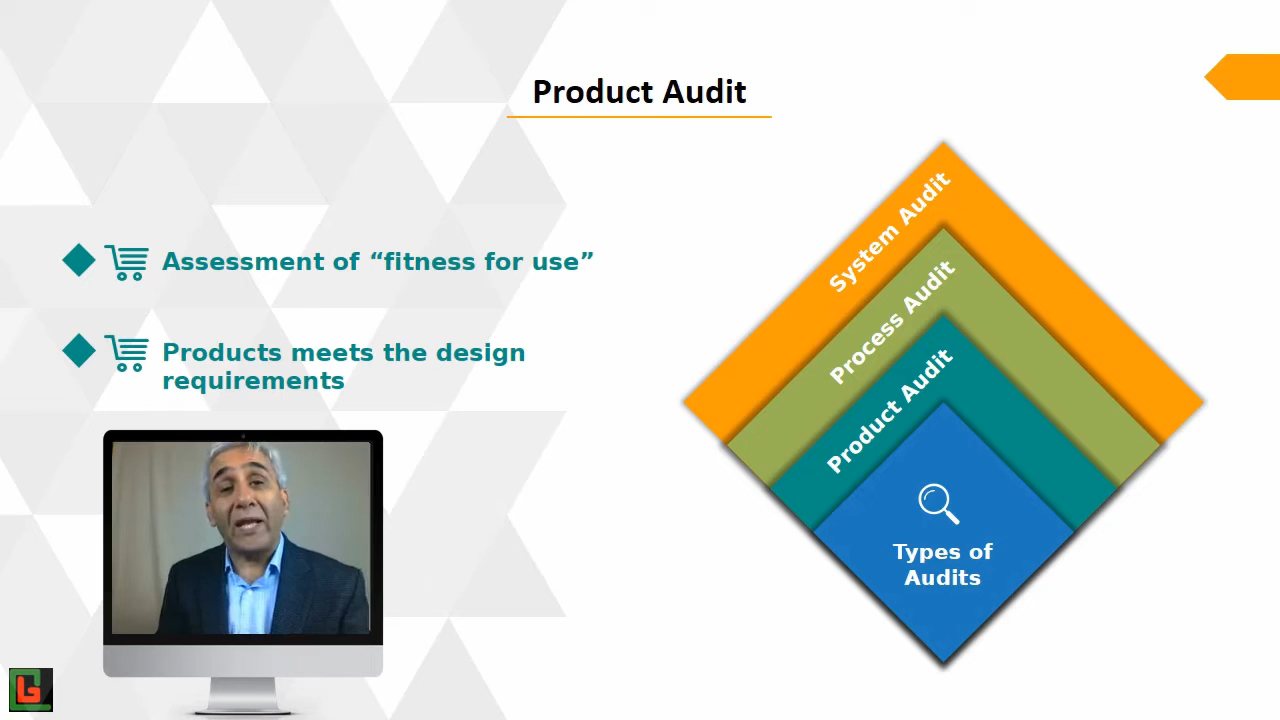 Product Audit
Assessment of “fitness for use”
Products meets the design
requirements
System Audit
Process Audit
Product Audit
Types of
Audits